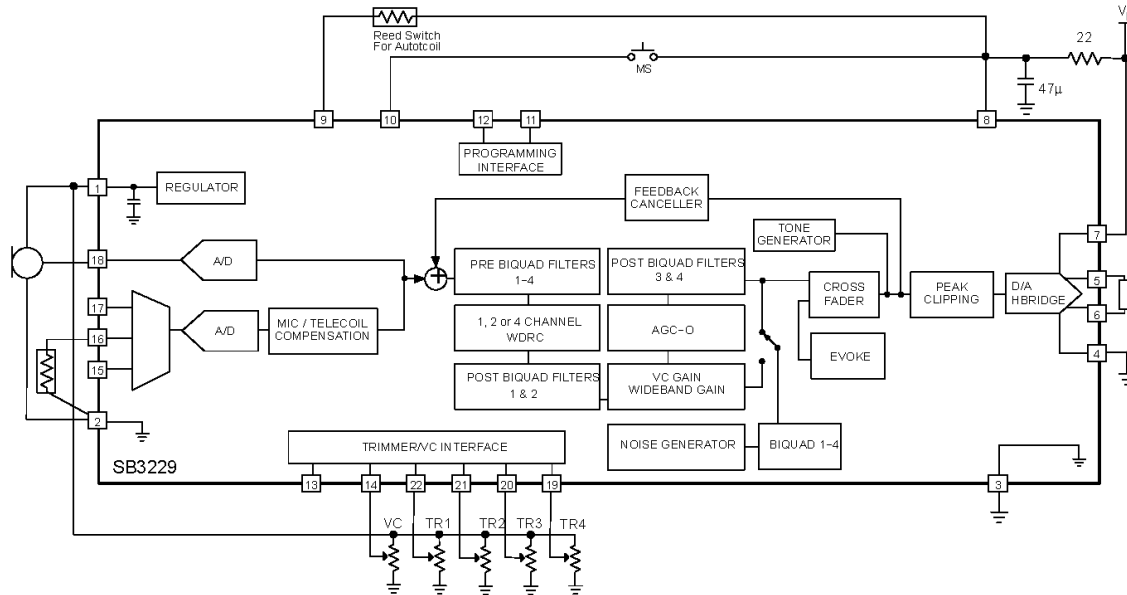 V
22
Reed Switch
For Autotcoil
MS
47µ
9
10
12
11
8
PROGRAMMING
INTERFACE
1
REGULATOR
FEEDBACK
CANCELLER
7
TONE
GENERATOR
18
A/D
PRE BIQUAD FILTERS
1–4
POST BIQUAD FILTERS
3 & 4
CROSS
FADER
PEAK
CLIPPING
D/A
HBRIDGE
5
6
17
16
15
A/D
MIC / TELECOIL
COMPENSATION
1, 2 or 4 CHANNEL
WDRC
AGC–O
EVOKE
4
POST BIQUAD FILTERS
1 & 2
VC GAIN
WIDEBAND GAIN
2
TRIMMER/VC INTERFACE
NOISE GENERATOR
BIQUAD 1–4
SB3229
13
14
22
21
20
19
3
VC
TR1
TR2
TR3
TR4